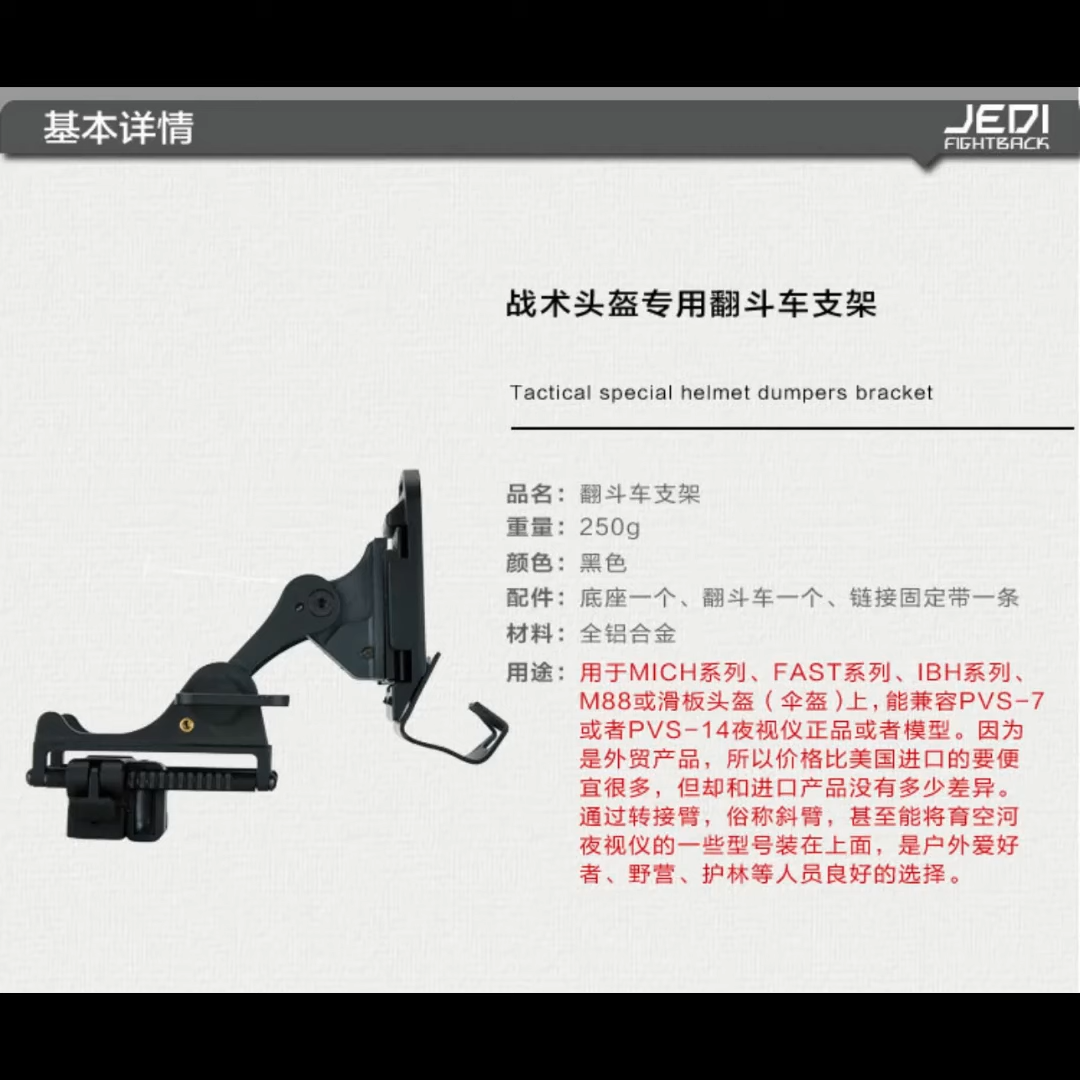 基本详情
JEDI
FIGHTBACK
战术头盔专用翻斗车支架
Tactical special helmet dumpers bracket
品名：翻斗车支架
重量：250g
颜色：黑色
配件：底座一个、翻斗车一个、链接固定带一条
材料：全铝合金
用途：用于MICH系列、FAST系列、IBH系列、
M88或滑板头盔（伞盔）上，能兼容PVS-7
或者PVS-14夜视仪正品或者模型。因为
是外贸产品，所以价格比美国进口的要便
宜很多，但却和进口产品没有多少差异。
通过转接臂，俗称斜臂，甚至能将育空河
夜视仪的一些型号装在上面，是户外爱好
者、野营、护林等人员良好的选择。